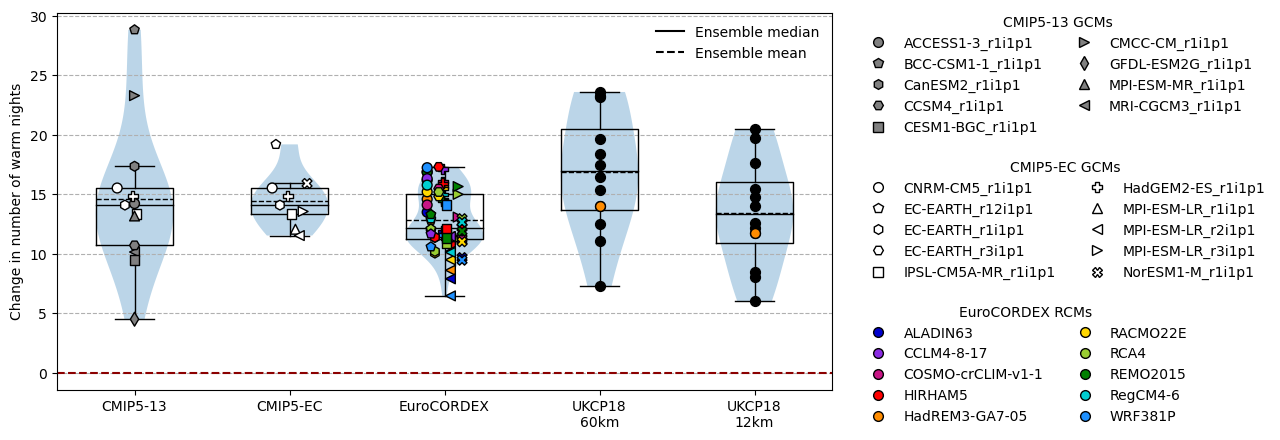 Change in number of warm nights
30
25
20
15
10
5
0
Ensemble median
Ensemble mean
CMIP5-13
CMIP5-EC
EuroCORDEX
UKCP18
60km
UKCP18
12km
CMIP5-13 GCMs
ACCESS1-3_r1i1p1
BCC-CSM1-1_r1i1p1
CanESM2_r1i1p1
CCSM4_r1i1p1
CESM1-BGC_r1i1p1
CMCC-CM_r1i1p1
GFDL-ESM2G_r1i1p1
MPI-ESM-MR_r1i1p1
MRI-CGCM3_r1i1p1
CMIP5-EC GCMs
CNRM-CM5_r1i1p1
EC-EARTH_r12i1p1
EC-EARTH_r1i1p1
EC-EARTH_r3i1p1
IPSL-CM5A-MR_r1i1p1
HadGEM2-ES_r1i1p1
MPI-ESM-LR_r1i1p1
MPI-ESM-LR_r2i1p1
MPI-ESM-LR_r3i1p1
NorESM1-M_r1i1p1
EuroCORDEX RCMs
ALADIN63
CCLM4-8-17
COSMO-crCLIM-v1-1
HIRHAM5
HadREM3-GA7-05
RACMO22E
RCA4
REMO2015
RegCM4-6
WRF381P